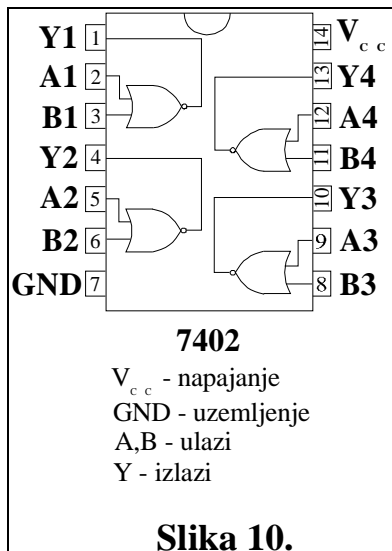 Y1 1 14 Vcc
A1 2 13 Y4
B1 3 12 A4
Y2 4 11 B4
A2 5 10 Y3
B2 6 9 A3
GND 7 8 B3
7402
Vcc - napajanje
GND - uzemljenje
A,B - ulazi
Y - izlazi
Slika 10.